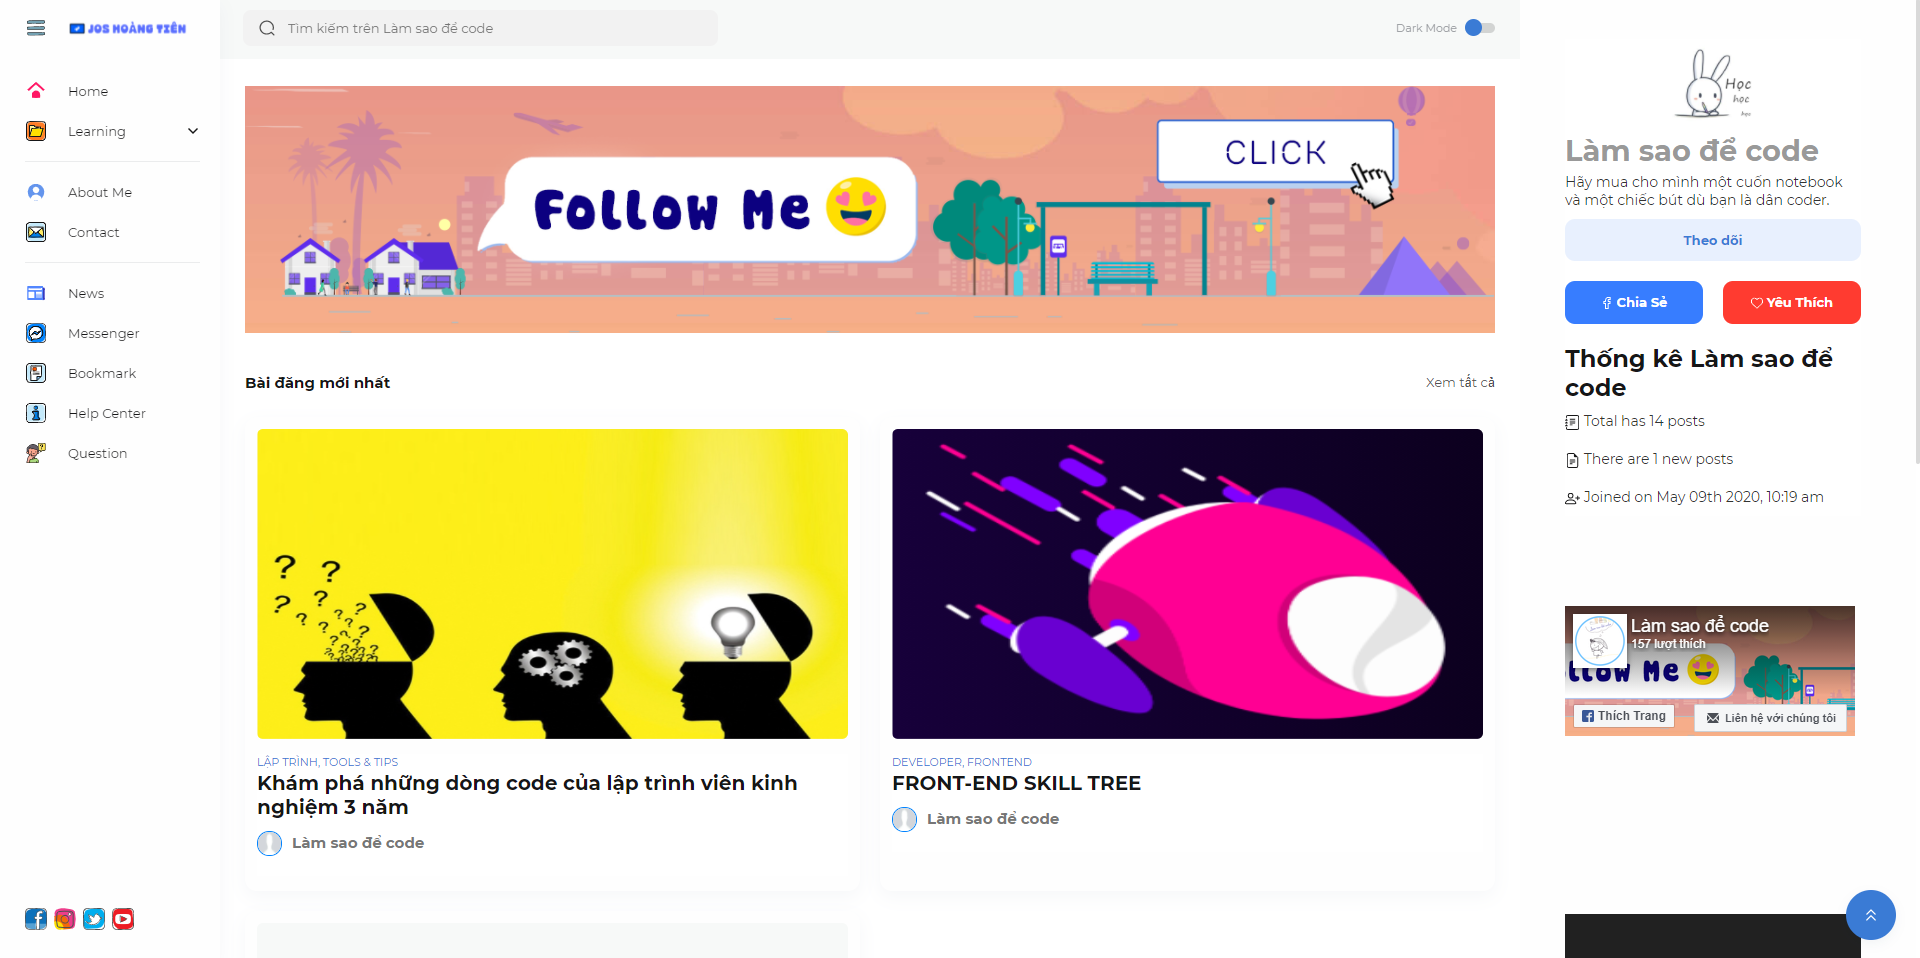 JOS HOÀNG TIÊN
Tìm kiếm trên Làm sao để code
Dark Mode
Home
Learning
About Me
Contact
News
Messenger
Bookmark
Help Center
Question
Follow Me
CLICK
Bài đăng mới nhất
Xem tất cả
LẬP TRÌNH, TOOLS & TIPS
Khám phá những dòng code của lập trình viên kinh
nghiệm 3 năm
Làm sao để code
DEVELOPER, FRONTEND
FRONT-END SKILL TREE
Làm sao để code
Học
học
học
Làm sao để code
Hãy mua cho mình một cuốn notebook
và một chiếc bút dù bạn là dân coder.
Theo dõi
Chia Sẻ
Yêu Thích
Thống kê Làm sao để
code
Total has 14 posts
There are 1 new posts
Joined on May 09th 2020, 10:19 am
Làm sao để code
157 lượt thích
llow Me
Thích Trang
Liên hệ với chúng tôi